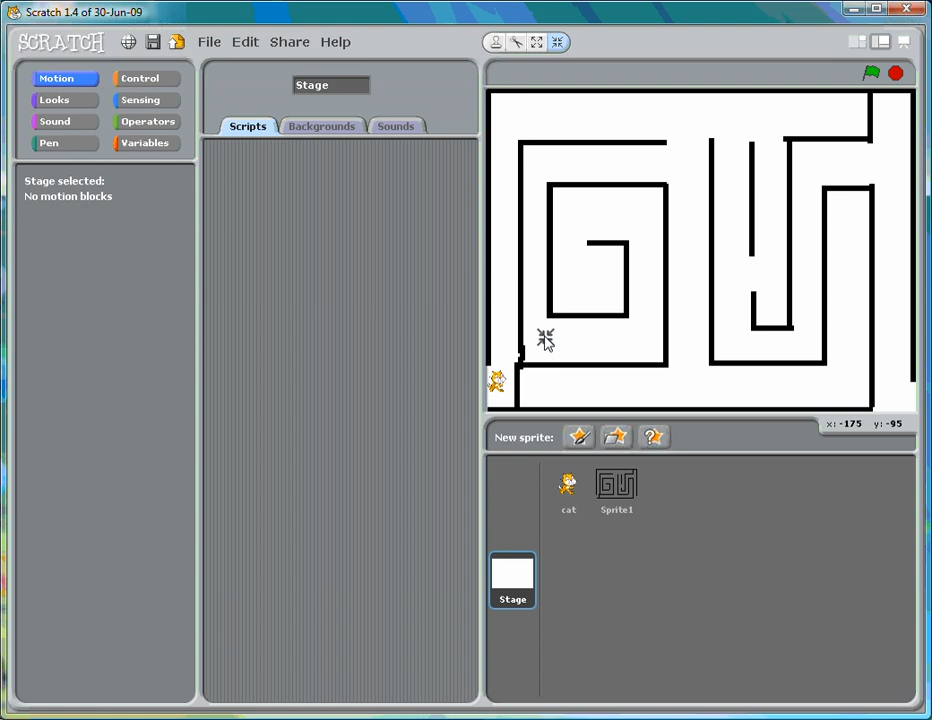 Scratch 1.4 of 30-Jun-09
SCRATCH
File Edit Share Help
Motion Control
Looks Sensing
Sound Operators
Pen Variables
Stage selected:
No motion blocks
Stage
Scripts Backgrounds Sounds
x: -175 y: -95
New sprite:
cat Sprite1
Stage